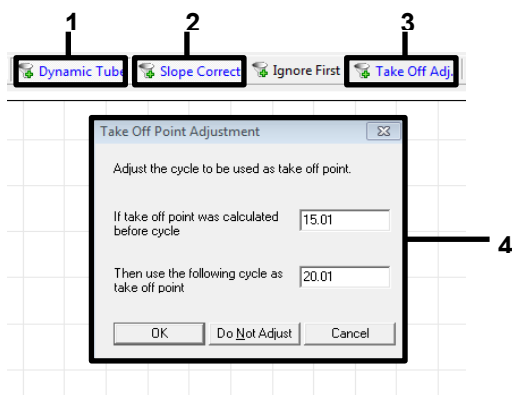 1 2 3
Dynamic Tube Slope Correct Ignore First Take Off Adj.
Take Off Point Adjustment
Adjust the cycle to be used as take off point.
If take off point was calculated
before cycle
15.01
4
Then use the following cycle as
take off point
20.01
OK Do Not Adjust Cancel